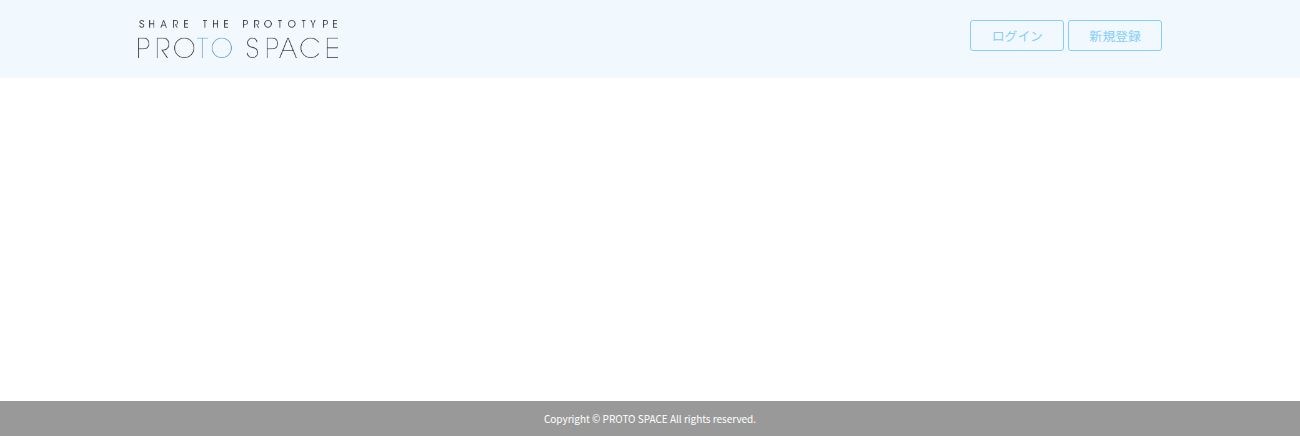 SHARE THE PROTOTYPE
PROTO SPACE
ログイン
新規登録
Copyright © PROTO SPACE All rights reserved.